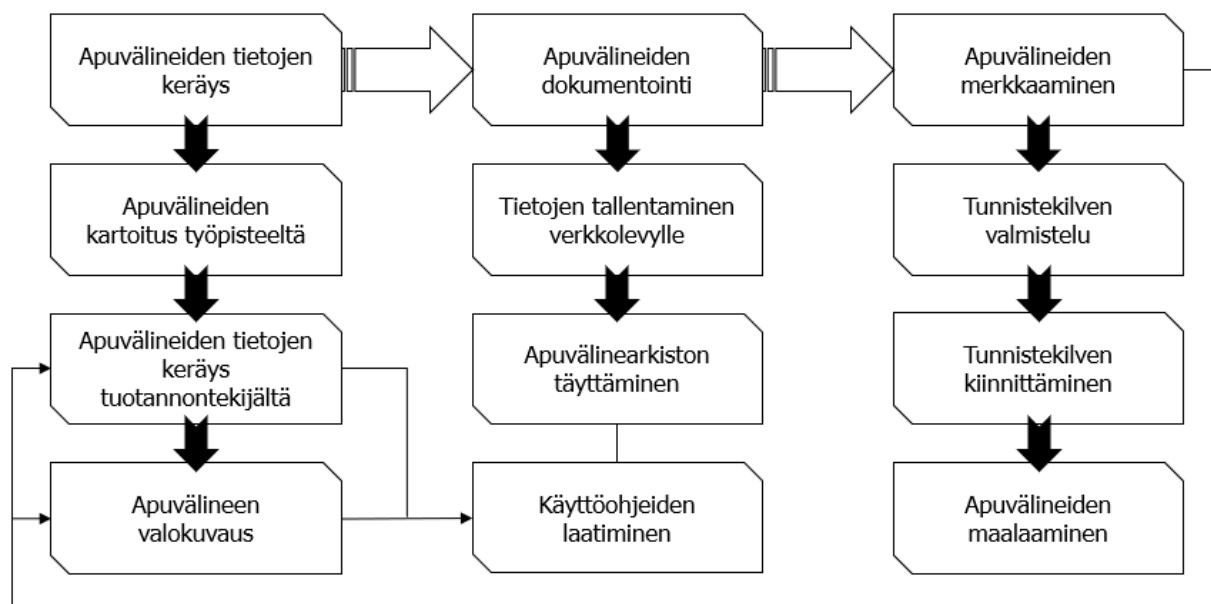 Apuvälineiden tietojen
keräys
Apuvälineiden
dokumentointi
Apuvälineiden
merkkaaminen
Apuvälineiden
kartoitus työpisteeltä
Tietojen tallentaminen
verkkolevylle
Tunnistekilven
valmistelu
Apuvälineiden tietojen
keräys
tuotannontekijältä
Apuvälinearkiston
täyttäminen
Tunnistekilven
kiinnittäminen
Apuvälineen
valokuvaus
Käyttöohjeiden
laatiminen
Apuvälineiden
maalaaminen